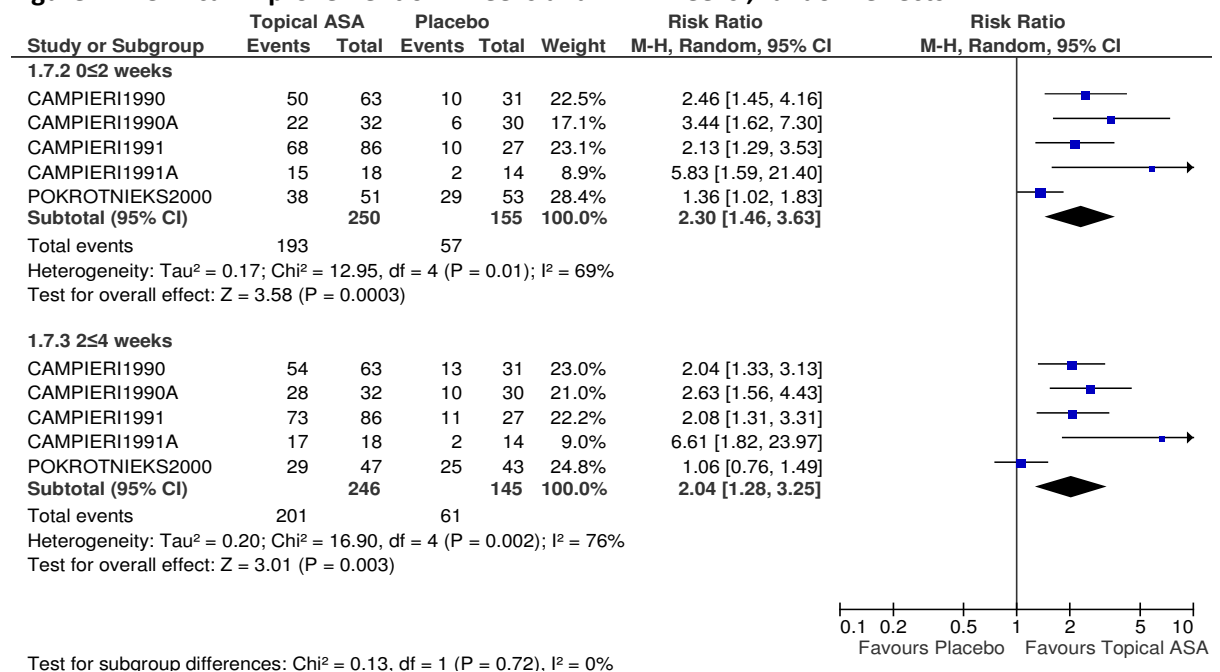 Topical ASA Placebo Risk Ratio Risk Ratio
Study or Subgroup Events Total Events Total Weight M-H, Random, 95% CI M-H, Random, 95% CI
1.7.2 0≤2 weeks
CAMPIERI1990 50 63 10 31 22.5% 2.46 [1.45, 4.16]
CAMPIERI1990A 22 32 6 30 17.1% 3.44 [1.62, 7.30]
CAMPIERI1991 68 86 10 27 23.1% 2.13 [1.29, 3.53]
CAMPIERI1991A 15 18 2 14 8.9% 5.83 [1.59, 21.40]
POKROTNIEKS2000 38 51 29 53 28.4% 1.36 [1.02, 1.83]
Subtotal (95% CI) 250 155 100.0% 2.30 [1.46, 3.63]
Total events 193 57
Heterogeneity: Tau² = 0.17; Chi² = 12.95, df = 4 (P = 0.01); I² = 69%
Test for overall effect: Z = 3.58 (P = 0.0003)
1.7.3 2≤4 weeks
CAMPIERI1990 54 63 13 31 23.0% 2.04 [1.33, 3.13]
CAMPIERI1990A 28 32 10 30 21.0% 2.63 [1.56, 4.43]
CAMPIERI1991 73 86 11 27 22.2% 2.08 [1.31, 3.31]
CAMPIERI1991A 17 18 2 14 9.0% 6.61 [1.82, 23.97]
POKROTNIEKS2000 29 47 25 43 24.8% 1.06 [0.76, 1.49]
Subtotal (95% CI) 246 145 100.0% 2.04 [1.28, 3.25]
Total events 201 61
Heterogeneity: Tau² = 0.20; Chi² = 16.90, df = 4 (P = 0.002); I² = 76%
Test for overall effect: Z = 3.01 (P = 0.003)
0.1 0.2 0.5 1 2 5 10
Favours Placebo Favours Topical ASA
Test for subgroup differences: Chi² = 0.13, df = 1 (P = 0.72), I² = 0%